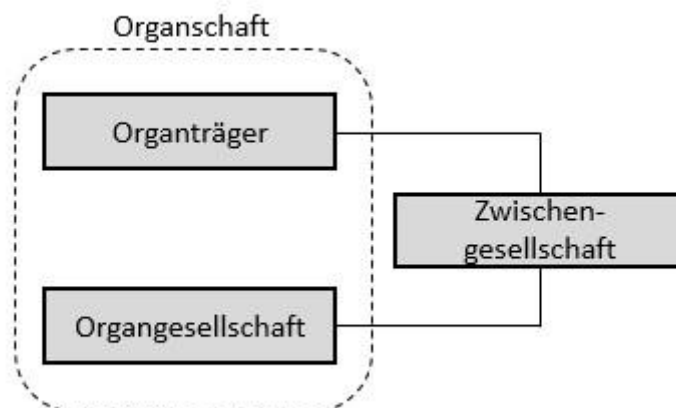 Organschaft
Organträger
Zwischen-
gesellschaft
Organgesellschaft